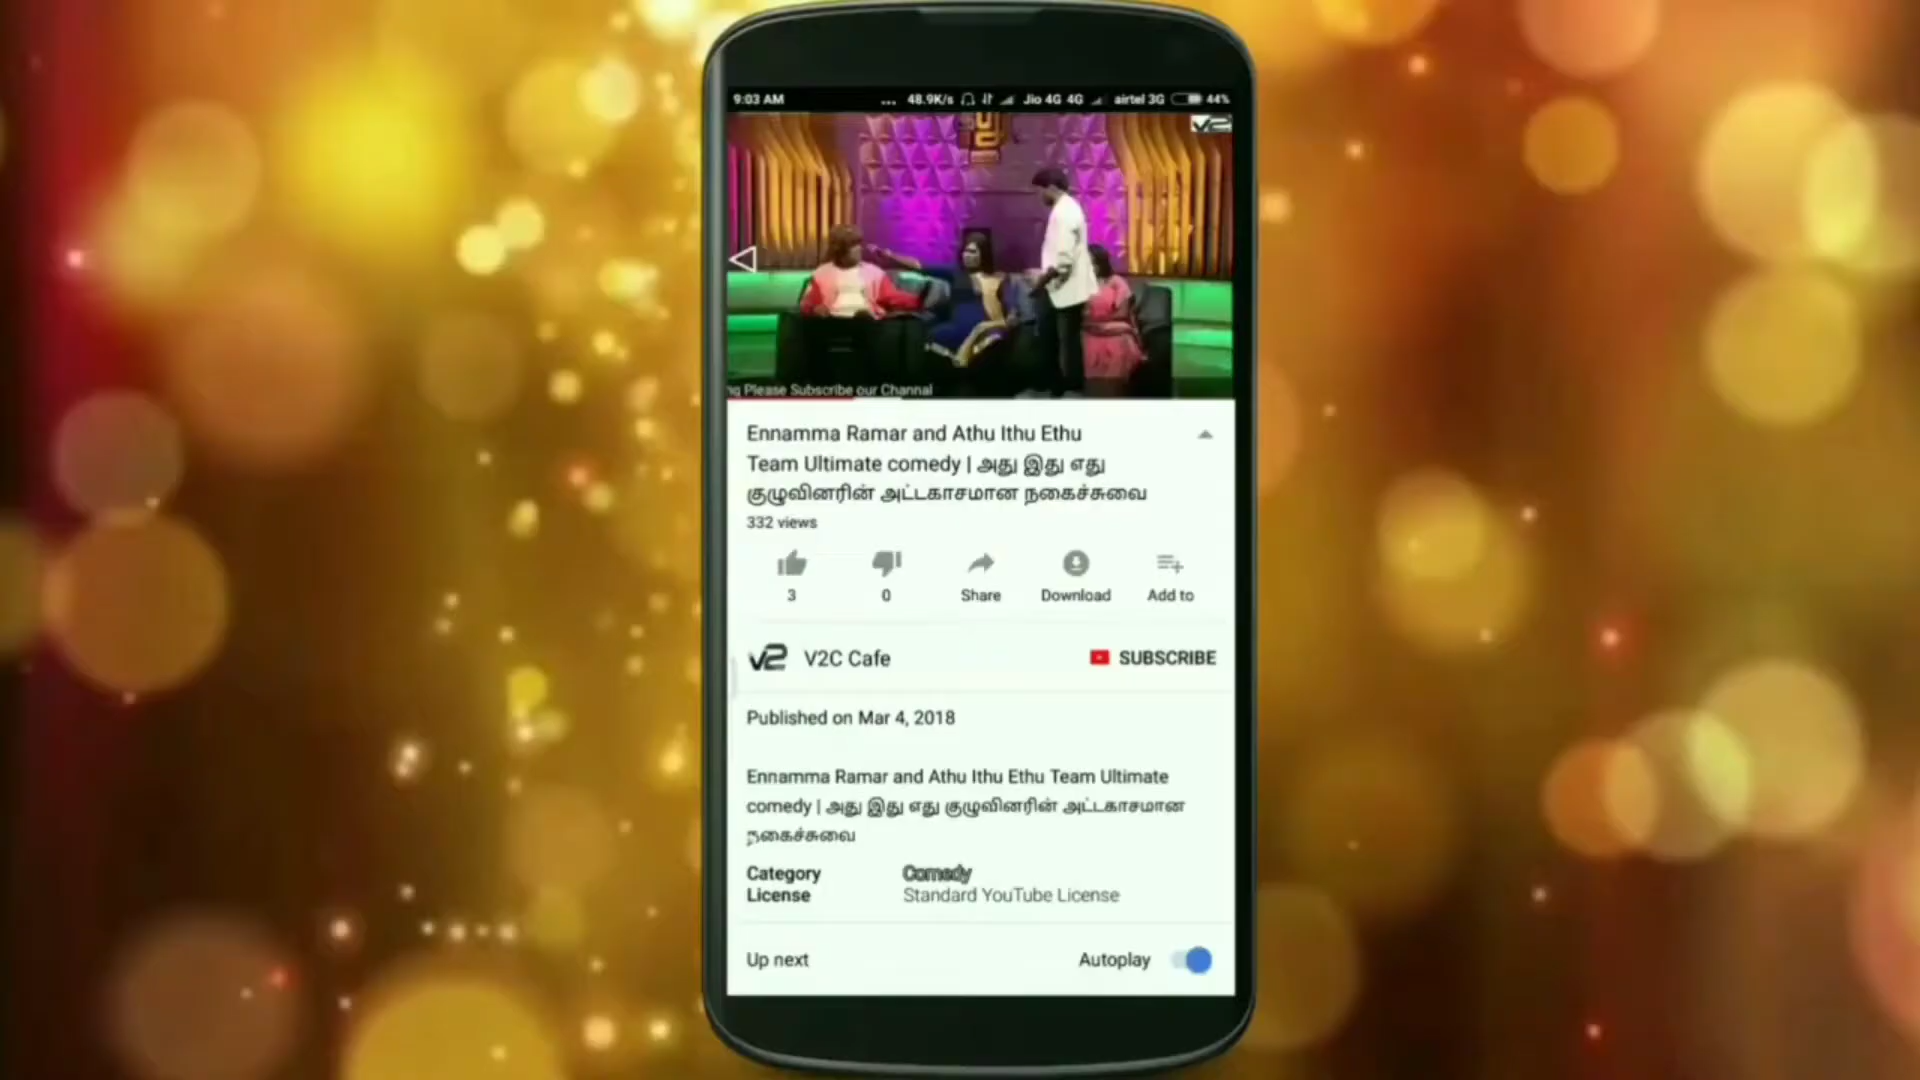 9:03 AM ... 48.9K/s Jio 4G 4G airtel 3G 44%
V2
Please Subscribe our Channal
Ennamma Ramar and Athu Ithu Ethu
Team Ultimate comedy | அது இது எது
குழுவினரின் அட்டகாசமான நகைச்சுவை
332 views
3 0 Share Download Add to
v2 V2C Cafe SUBSCRIBE
Published on Mar 4, 2018
Ennamma Ramar and Athu Ithu Ethu Team Ultimate
comedy | அது இது எது குழுவினரின் அட்டகாசமான
நகைச்சுவை
Category Comedy
License Standard YouTube License
Up next Autoplay